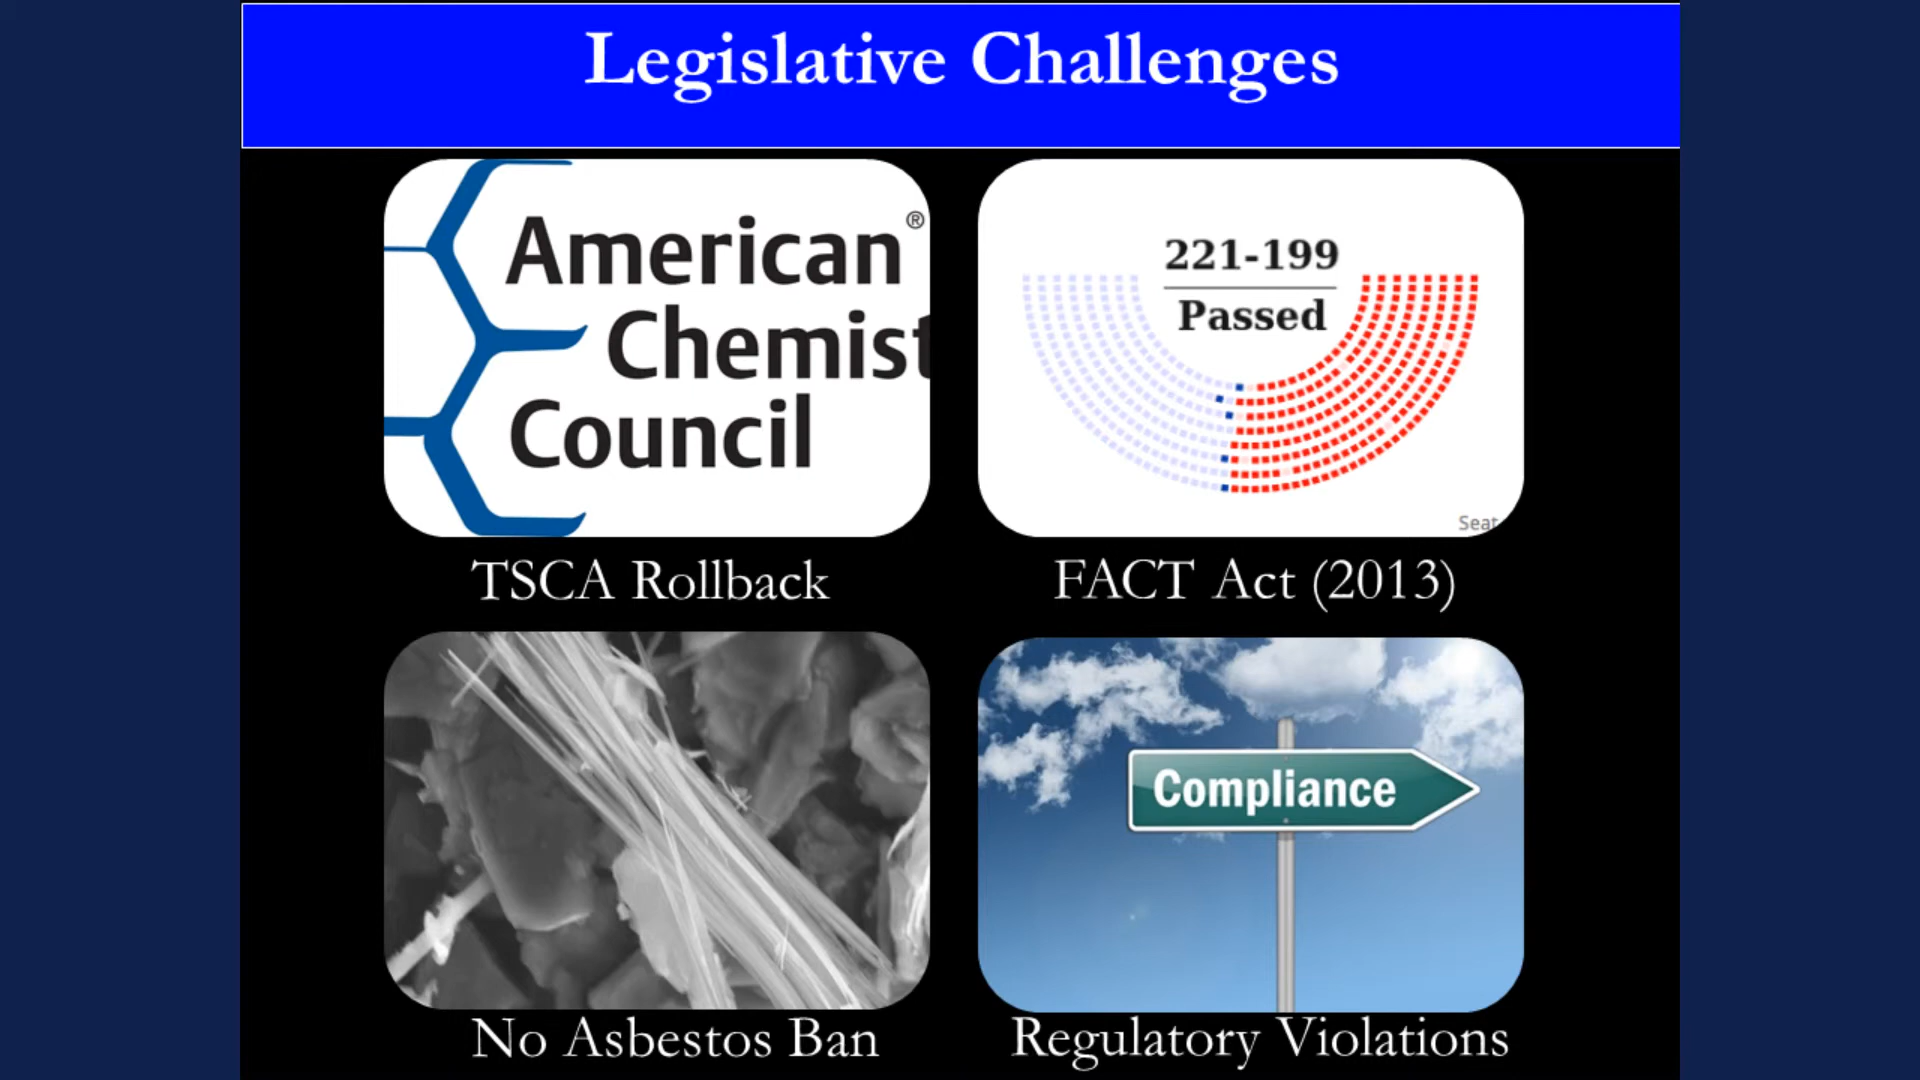 Legislative Challenges
American®
Chemist
Council
221-199
Passed
Seat
TSCA Rollback
FACT Act (2013)
Compliance
No Asbestos Ban
Regulatory Violations